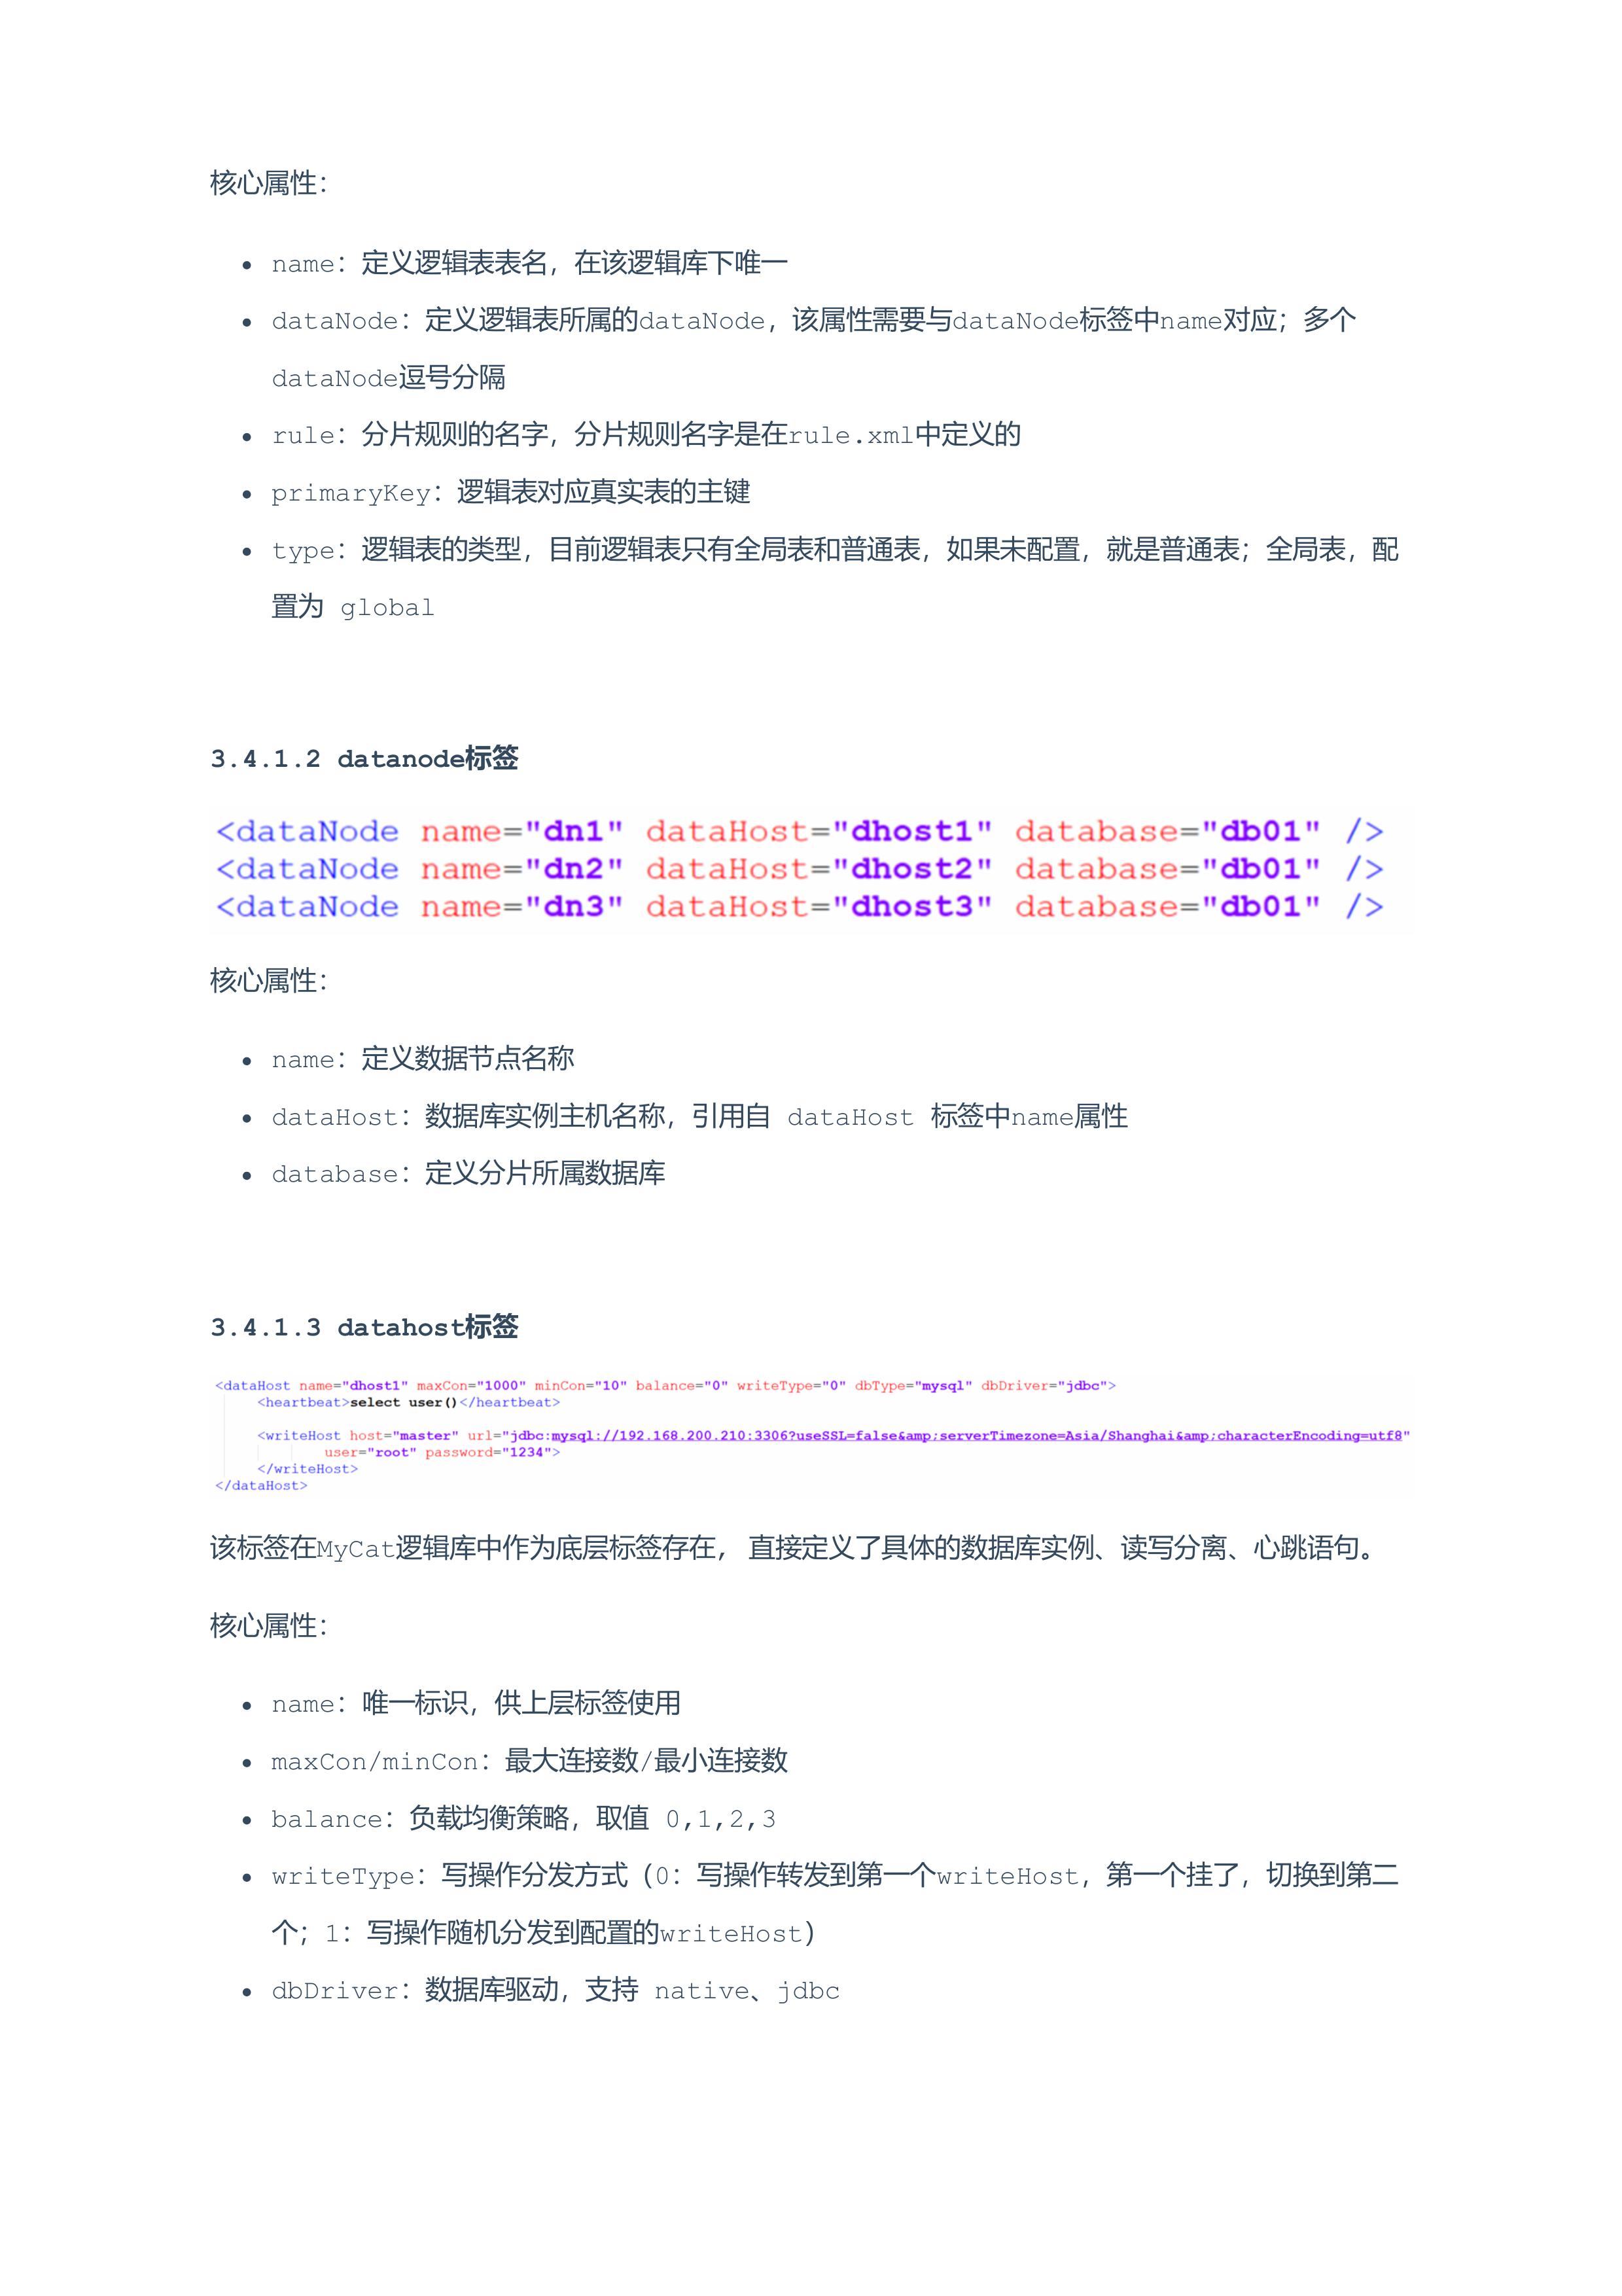 核心属性：
• name：定义逻辑表表名，在该逻辑库下唯一
• dataNode：定义逻辑表所属的dataNode，该属性需要与dataNode标签中name对应；多个
dataNode逗号分隔
• rule：分片规则的名字，分片规则名字是在rule.xml中定义的
• primaryKey：逻辑表对应真实表的主键
• type：逻辑表的类型，目前逻辑表只有全局表和普通表，如果未配置，就是普通表；全局表，配
置为 global
3.4.1.2 datanode标签
<dataNode name="dn1" dataHost="dhost1" database="db01" />
<dataNode name="dn2" dataHost="dhost2" database="db01" />
<dataNode name="dn3" dataHost="dhost3" database="db01" />
核心属性：
• name：定义数据节点名称
• dataHost：数据库实例主机名称，引用自 dataHost 标签中name属性
• database：定义分片所属数据库
3.4.1.3 datahost标签
<dataHost name="dhost1" maxCon="1000" minCon="10" balance="0" writeType="0" dbType="mysql" dbDriver="jdbc">
<heartbeat>select user()</heartbeat>
<writeHost host="master" url="jdbc:mysql://192.168.200.210:3306?useSSL=false&amp;serverTimezone=Asia/Shanghai&amp;characterEncoding=utf8"
user="root" password="1234">
</writeHost>
</dataHost>
该标签在MyCat逻辑库中作为底层标签存在， 直接定义了具体的数据库实例、读写分离、心跳语句。
核心属性：
• name：唯一标识，供上层标签使用
• maxCon/minCon：最大连接数/最小连接数
• balance：负载均衡策略，取值 0,1,2,3
• writeType：写操作分发方式（0：写操作转发到第一个writeHost，第一个挂了，切换到第二
个；1：写操作随机分发到配置的writeHost）
• dbDriver：数据库驱动，支持 native、jdbc